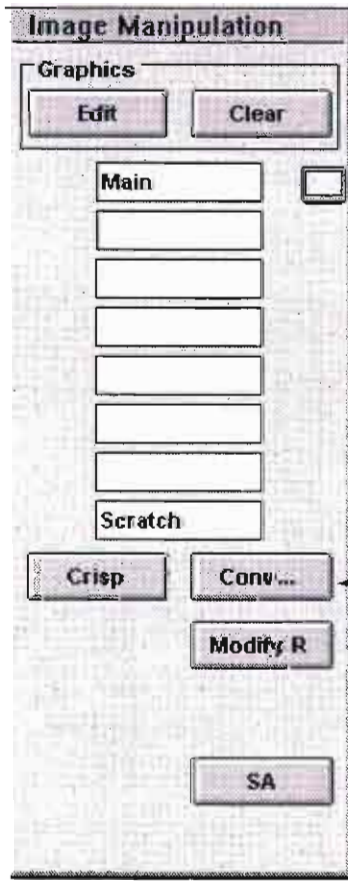 Image Manipulation
Graphics
Edit Clear
Main
Scratch
Crisp Conv...
Modify R
SA